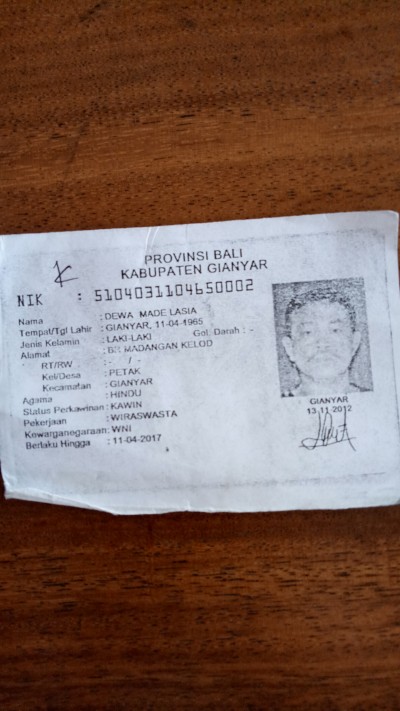 PROVINSI BALI
KABUPATEN GIANYAR
NIK : 5104031104650002
Nama : DEWA MADE LASIA
Tempat/Tgl Lahir : GIANYAR, 11-04-1965
Jenis Kelamin : LAKI-LAKI Gol. Darah : -
Alamat : BR MADANGAN KELOD
RT/RW : - / -
Kel/Desa : PETAK
Kecamatan : GIANYAR
Agama : HINDU
Status Perkawinan : KAWIN
Pekerjaan : WIRASWASTA
Kewarganegaraan: WNI
Berlaku Hingga : 11-04-2017
GIANYAR
13-11-2012